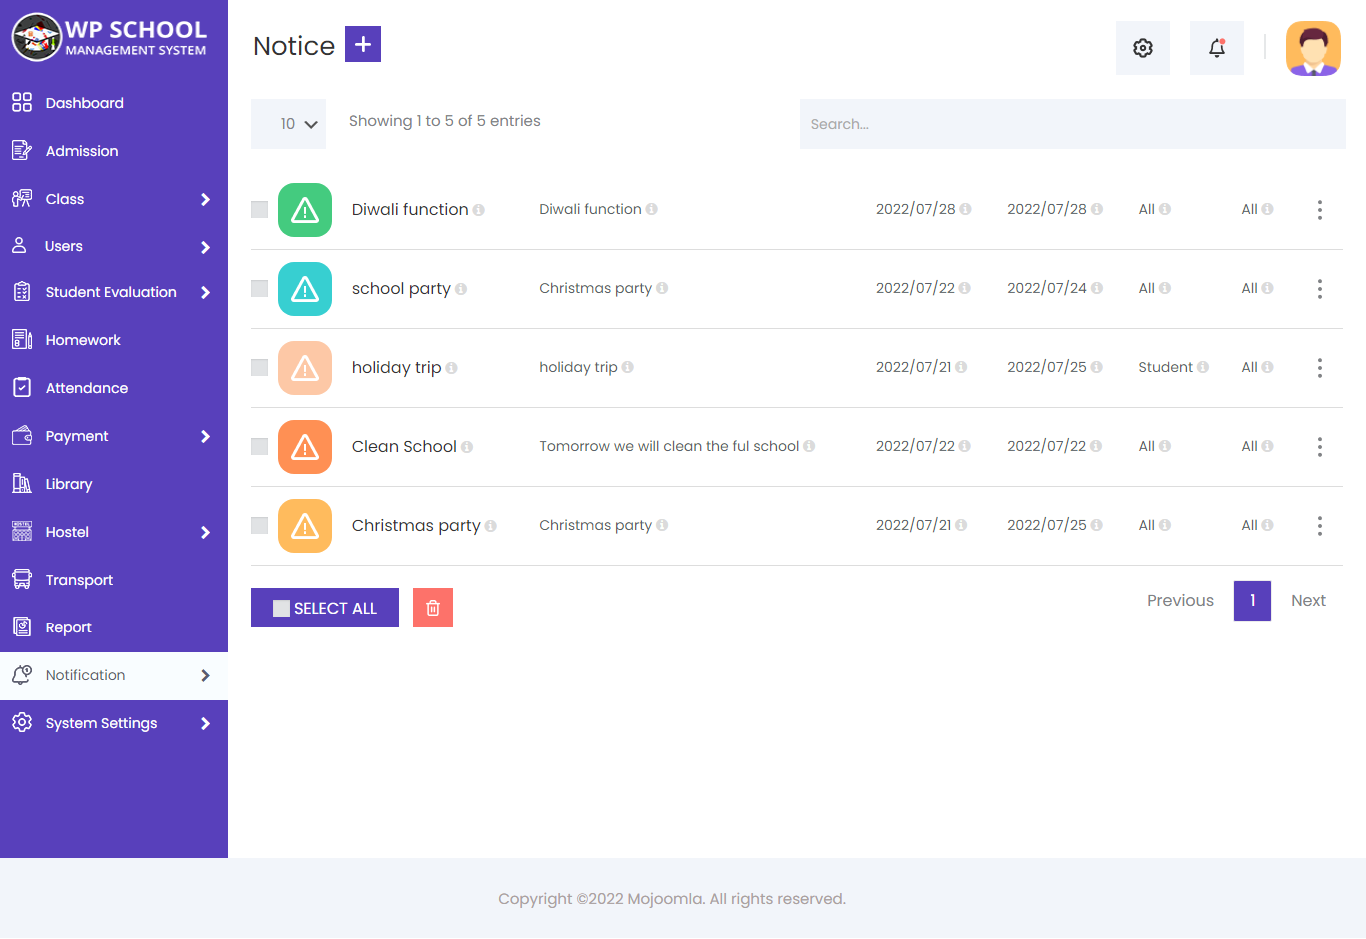 WP SCHOOL
MANAGEMENT SYSTEM
Dashboard
Admission
Class
Users
Student Evaluation
Homework
Attendance
Payment
Library
Hostel
Transport
Report
Notification
System Settings
Notice +
10 Showing 1 to 5 of 5 entries Search...
Diwali function Diwali function 2022/07/28 2022/07/28 All All
school party Christmas party 2022/07/22 2022/07/24 All All
holiday trip holiday trip 2022/07/21 2022/07/25 Student All
Clean School Tomorrow we will clean the ful school 2022/07/22 2022/07/22 All All
Christmas party Christmas party 2022/07/21 2022/07/25 All All
SELECT ALL Previous 1 Next
Copyright ©2022 Mojoomla. All rights reserved.